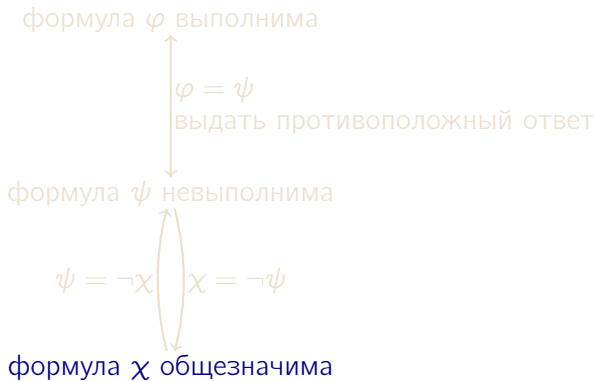 формула φ выполнима
φ = ψ
выдать противоположный ответ
формула ψ невыполнима
ψ = ¬χ χ = ¬ψ
формула χ общезначима